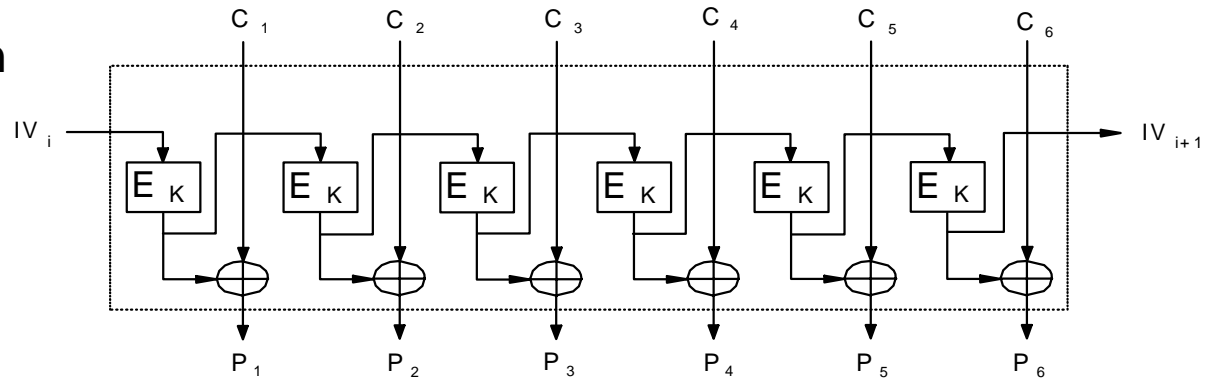 C 1 C 2 C 3 C 4 C 5 C 6
n
IV i IV i+1
E K E K E K E K E K E K
P 1 P 2 P 3 P 4 P 5 P 6